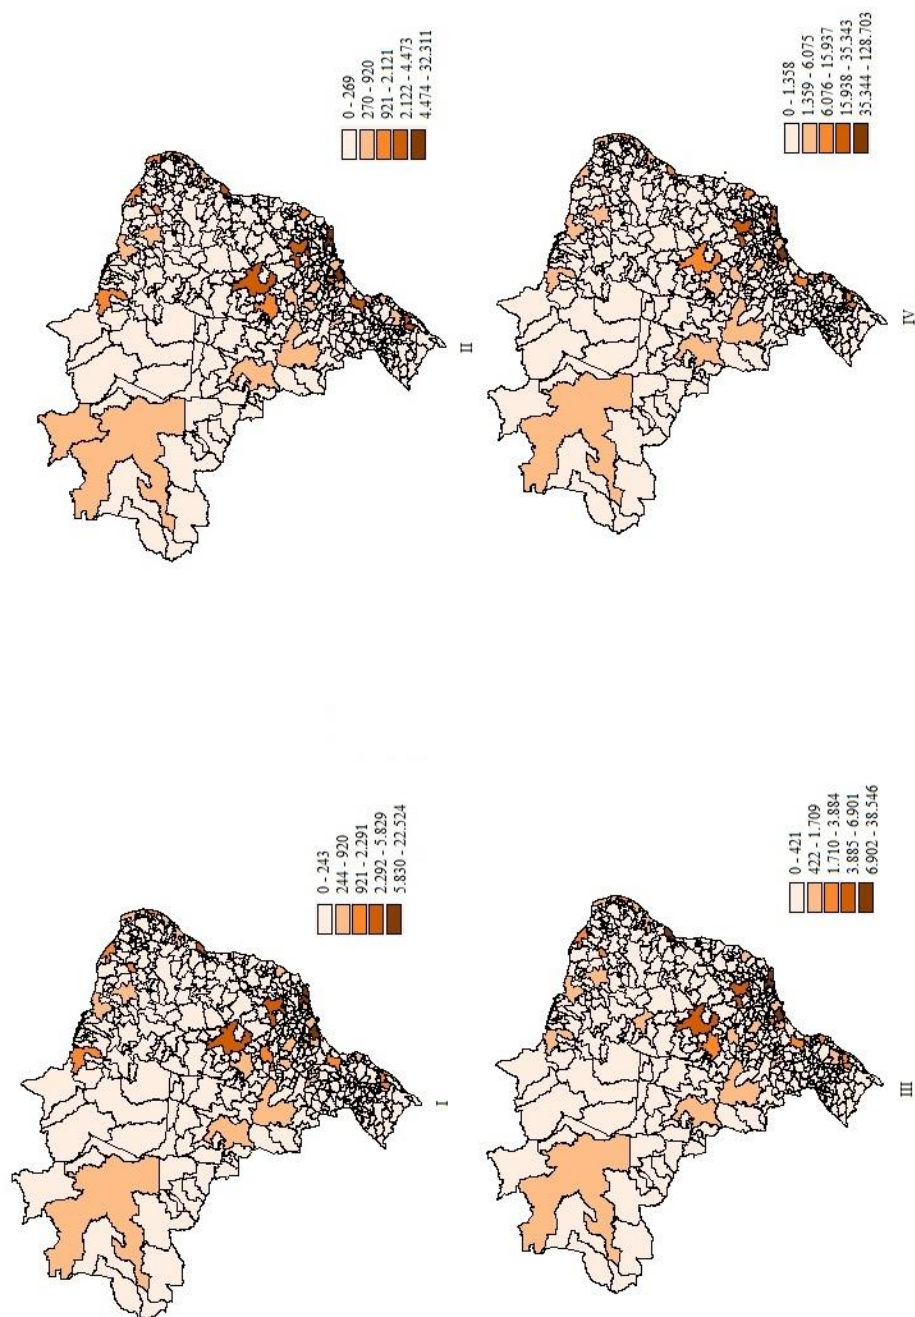 0 - 243
244 - 920
921 - 2.291
2.292 - 5.829
5.830 - 22.524
I
0 - 269
270 - 920
921 - 2.121
2.122 - 4.473
4.474 - 32.311
II
0 - 421
422 - 1.709
1.710 - 3.884
3.885 - 6.901
6.902 - 38.546
III
0 - 1.358
1.359 - 6.075
6.076 - 15.937
15.938 - 35.343
35.344 - 128.703
IV